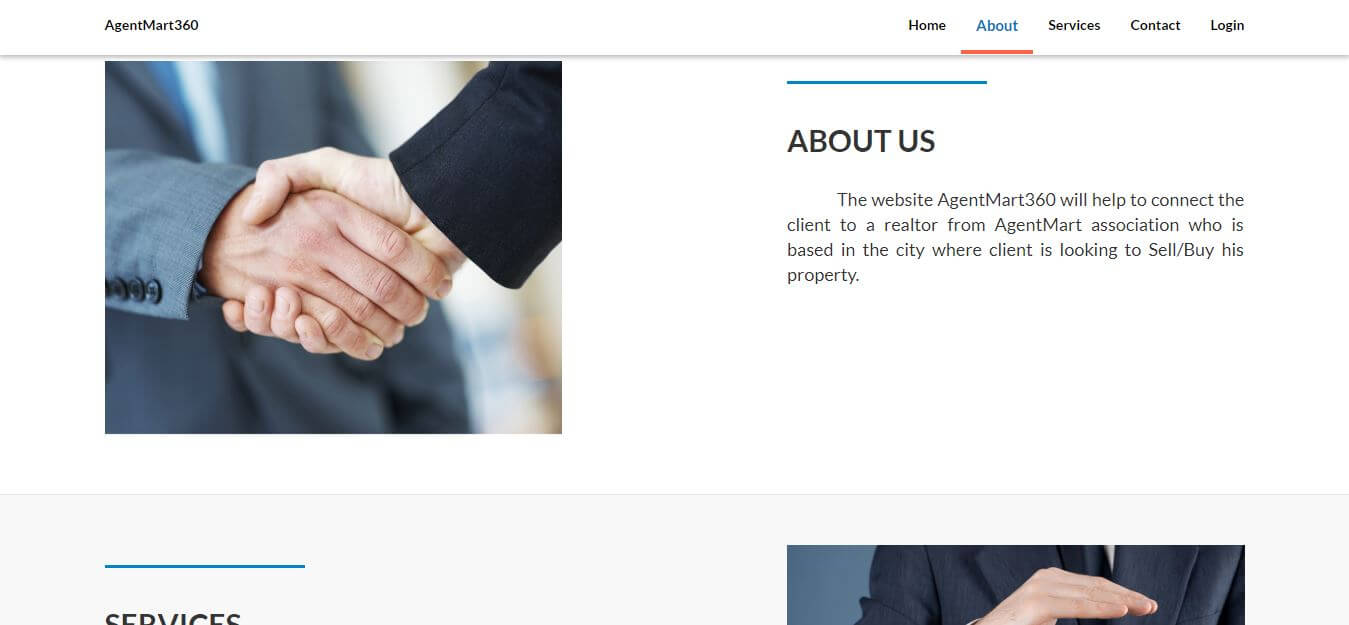 AgentMart360
Home About Services Contact Login
ABOUT US
The website AgentMart360 will help to connect the
client to a realtor from AgentMart association who is
based in the city where client is looking to Sell/Buy his
property.
SERVICES